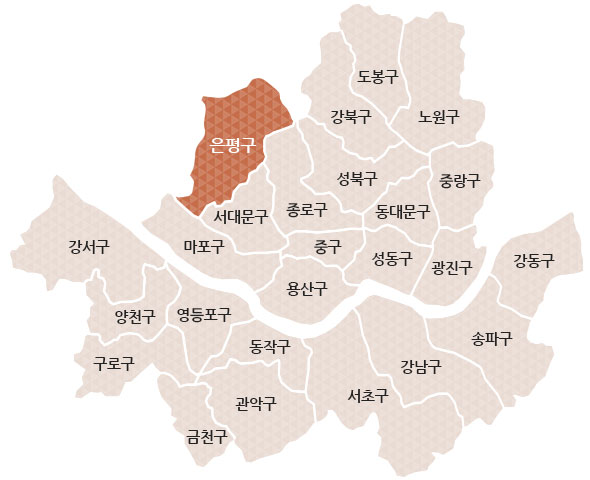 도봉구
강북구
노원구
은평구
성북구
중랑구
서대문구
종로구
동대문구
강서구
마포구
중구
성동구
광진구
강동구
용산구
양천구
영등포구
송파구
동작구
구로구
강남구
서초구
관악구
금천구